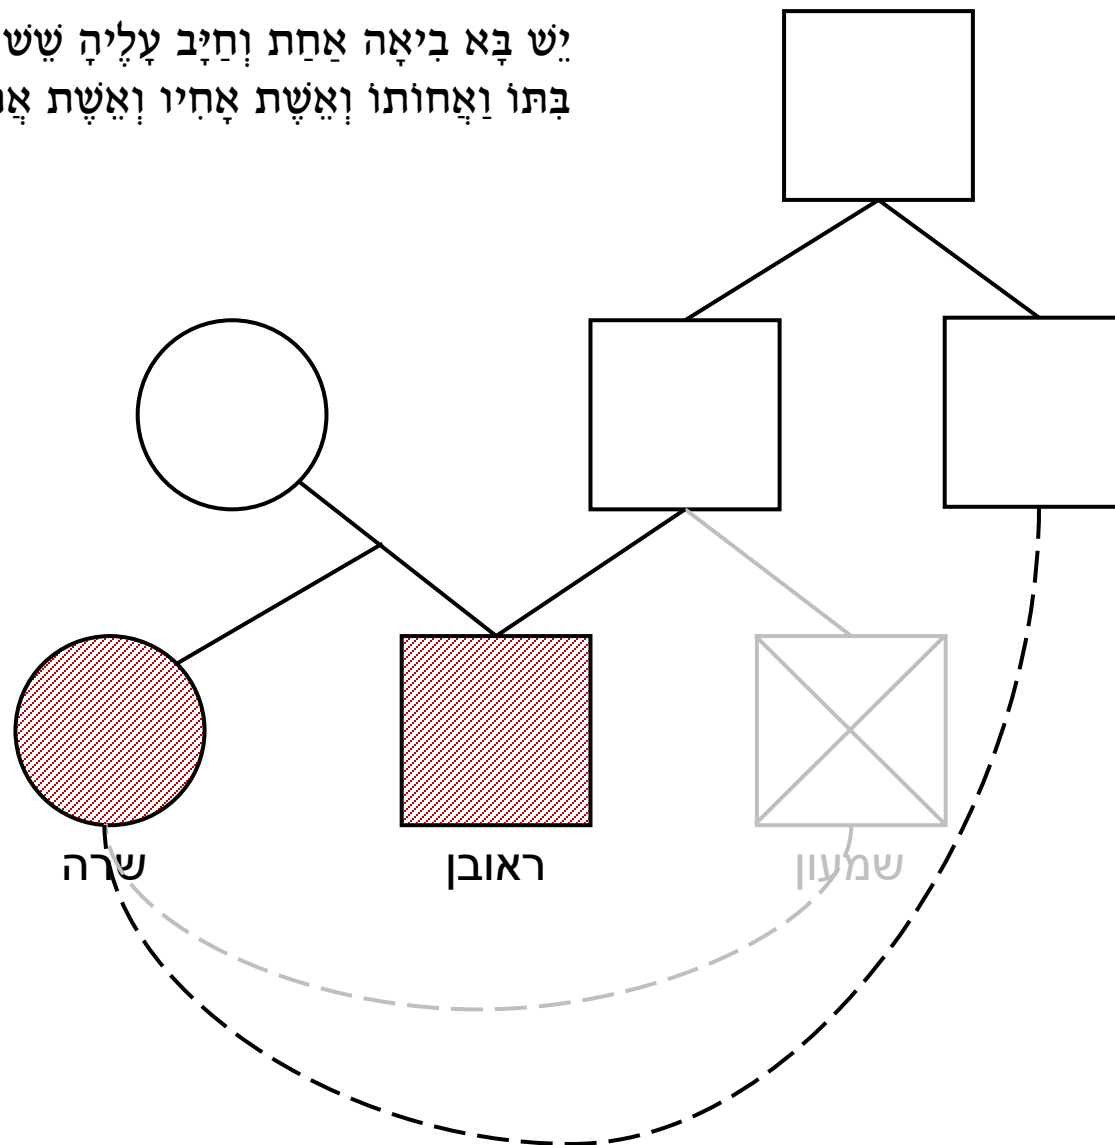 יֵשׁ בָּא בִיאָה אַחַת וְחַיָּב עָלֶיהָ שֵׁשׁ
בִּתּוֹ וַאֲחוֹתוֹ וְאֵשֶׁת אָחִיו וְאֵשֶׁת
שמעון ראובן שרה